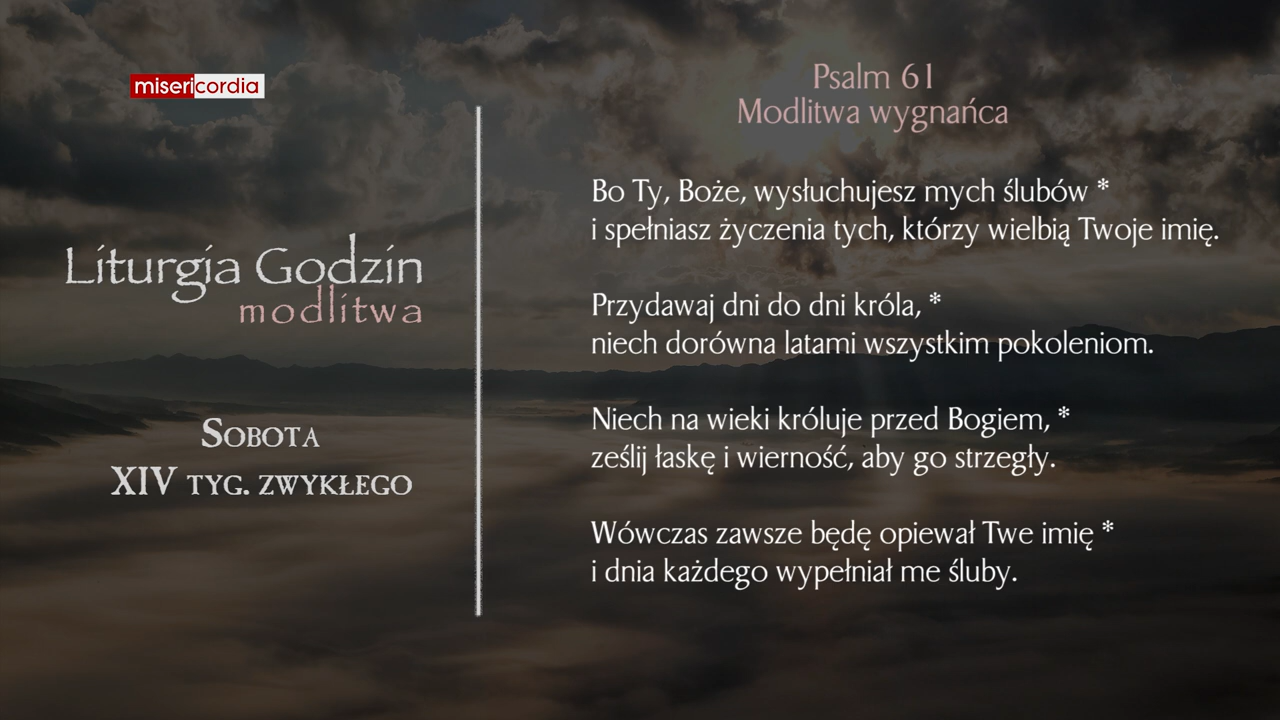 misericordia
Liturgia Godzin
modlitwa
Sobota
XIV tyg. zwykłego
Psalm 61
Modlitwa wygnańca
Bo Ty, Boże, wysłuchujesz mych ślubów *
i spełniasz życzenia tych, którzy wielbią Twoje imię.
Przydawaj dni do dni króla, *
niech dorówna latami wszystkim pokoleniom.
Niech na wieki króluje przed Bogiem, *
ześlij łaskę i wierność, aby go strzegły.
Wówczas zawsze będę opiewał Twe imię *
i dnia każdego wypełniał me śluby.